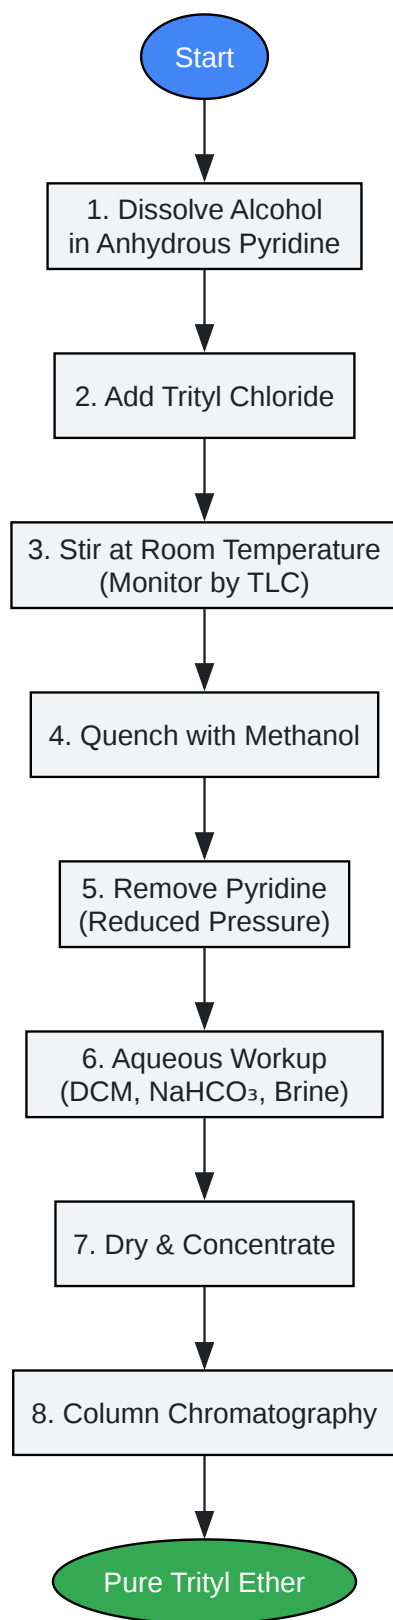 Start
1. Dissolve Alcohol
in Anhydrous Pyridine
2. Add Trityl Chloride
3. Stir at Room Temperature
(Monitor by TLC)
4. Quench with Methanol
5. Remove Pyridine
(Reduced Pressure)
6. Aqueous Workup
(DCM, NaHCO₃, Brine)
7. Dry & Concentrate
8. Column Chromatography
Pure Trityl Ether